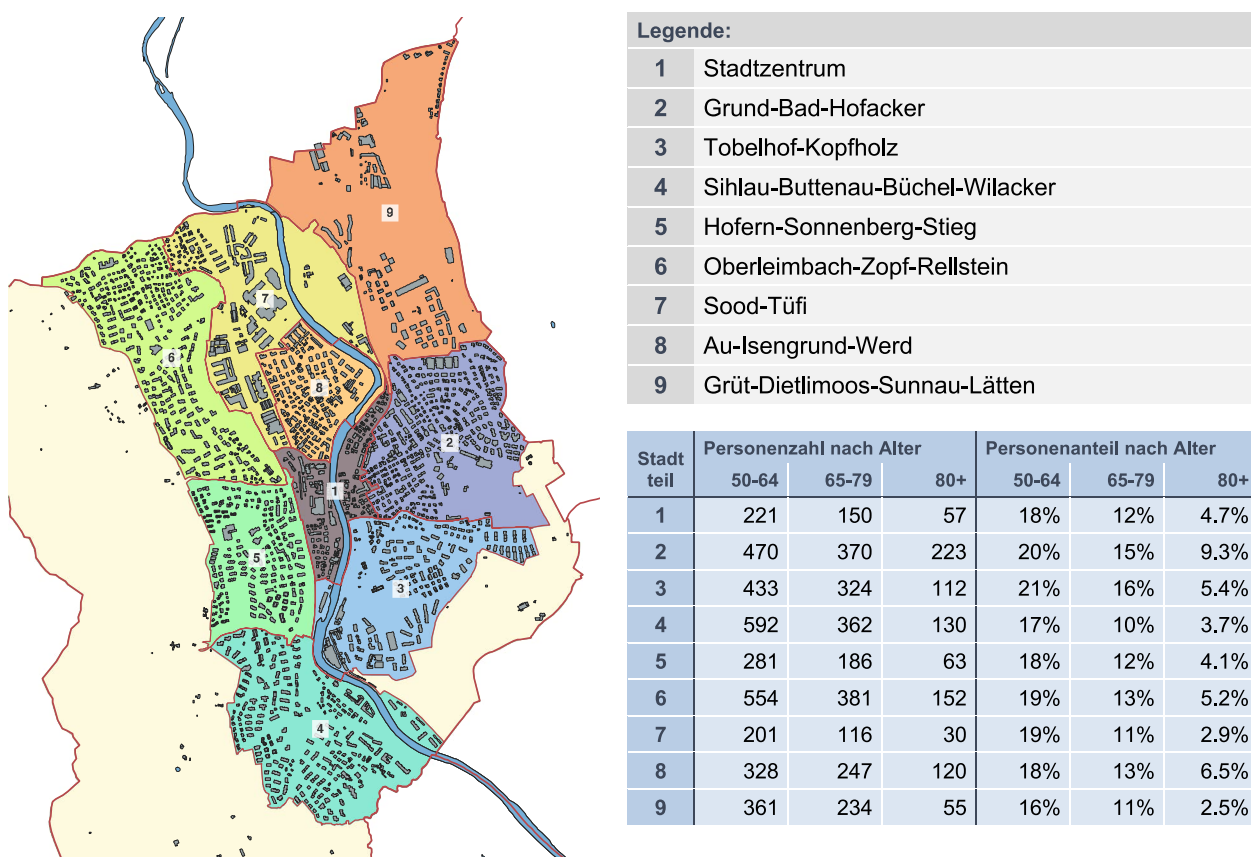 9
7
6
8
2
1
5
3
4
Legende:
1 Stadtzentrum
2 Grund-Bad-Hofacker
3 Tobelhof-Kopfholz
4 Sihlau-Buttenau-Büchel-Wilacker
5 Hofern-Sonnenberg-Stieg
6 Oberleimbach-Zopf-Rellstein
7 Sood-Tüfi
8 Au-Isengrund-Werd
9 Grüt-Dietlimoos-Sunnau-Lätten
Stadt teil Personenzahl nach Alter Personenanteil nach Alter
50-64 65-79 80+ 50-64 65-79 80+
1 221 150 57 18% 12% 4.7%
2 470 370 223 20% 15% 9.3%
3 433 324 112 21% 16% 5.4%
4 592 362 130 17% 10% 3.7%
5 281 186 63 18% 12% 4.1%
6 554 381 152 19% 13% 5.2%
7 201 116 30 19% 11% 2.9%
8 328 247 120 18% 13% 6.5%
9 361 234 55 16% 11% 2.5%